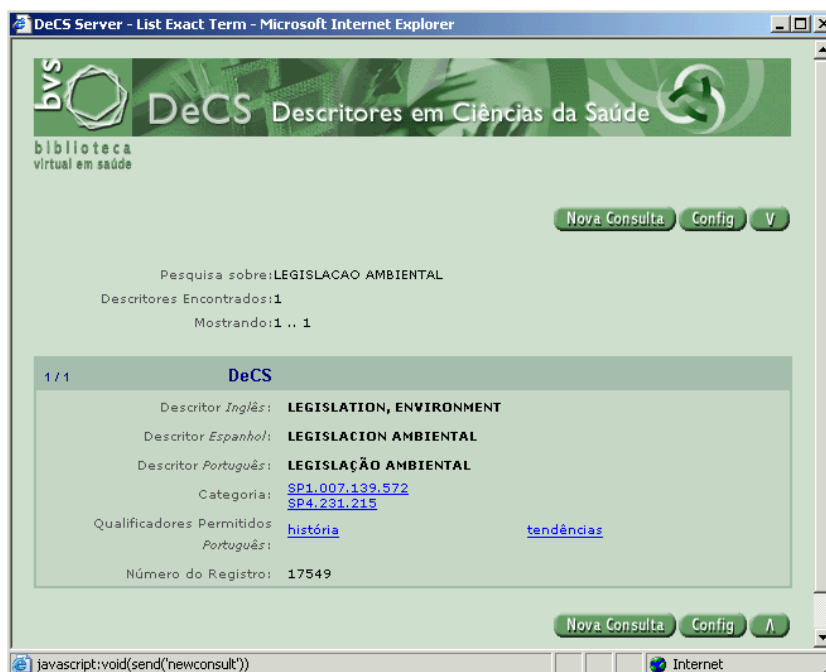 DeCS Server - List Exact Term - Microsoft Internet Explorer
bvs
DeCS Descritores em Ciências da Saúde
biblioteca
virtual em saúde
Nova Consulta Config V
Pesquisa sobre:LEGISLACAO AMBIENTAL
Descritores Encontrados:1
Mostrando:1 .. 1
1 / 1 DeCS
Descritor Inglês: LEGISLATION, ENVIRONMENT
Descritor Espanhol: LEGISLACION AMBIENTAL
Descritor Português: LEGISLAÇÃO AMBIENTAL
Categoria: SP1.007.139.572
SP4.231.215
Qualificadores Permitidos
Português: história tendências
Número do Registro: 17549
Nova Consulta Config Λ
javascript:void(send('newconsult')) Internet